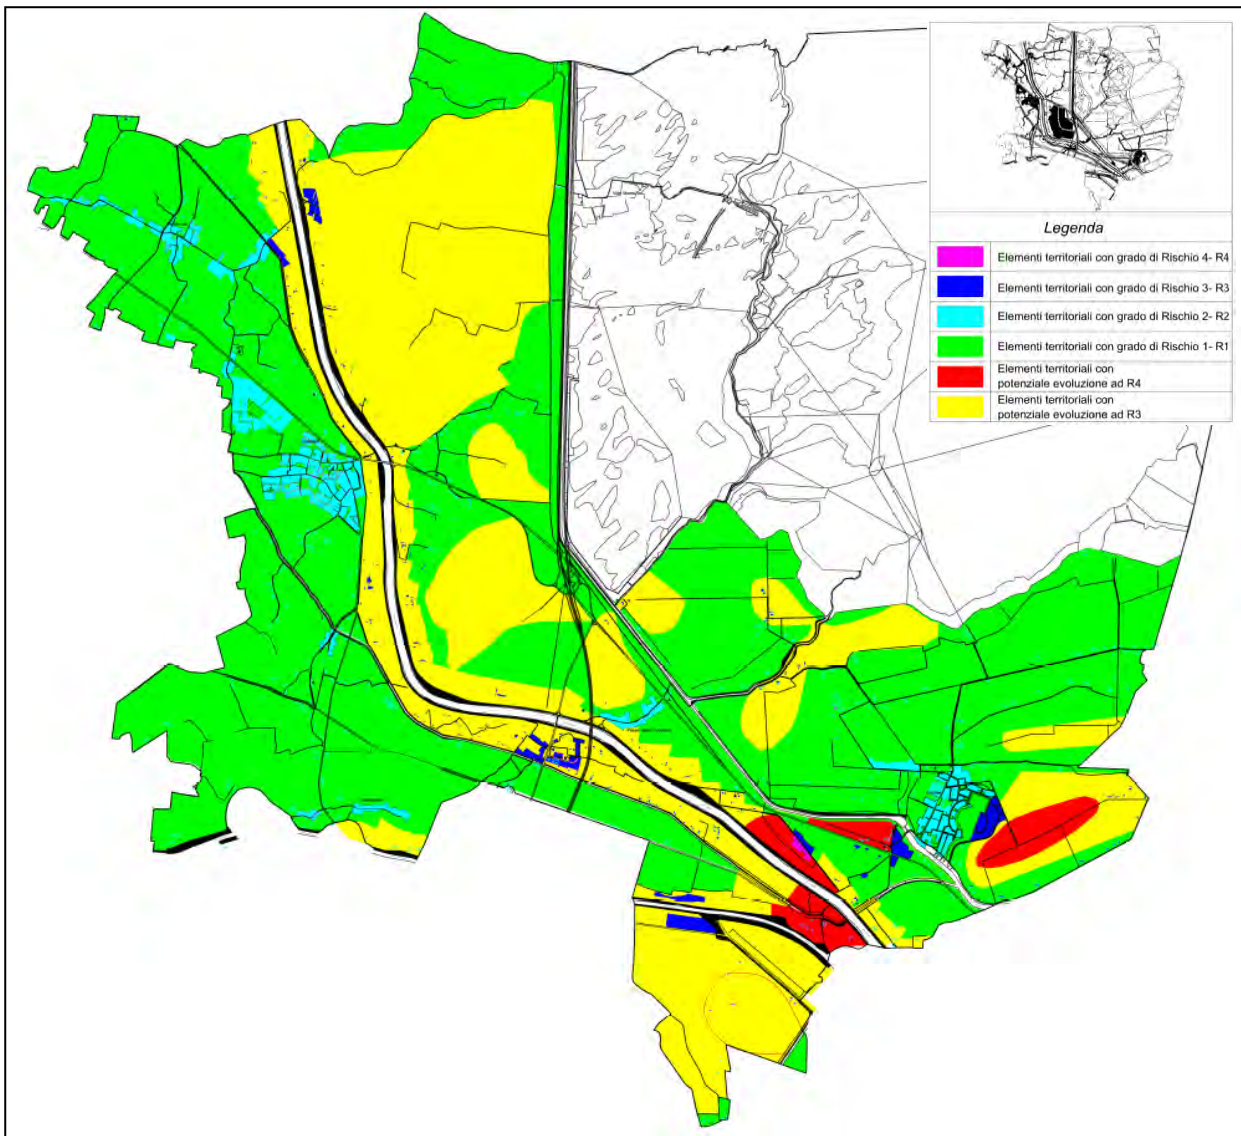 Legenda
Elementi territoriali con grado di Rischio 4- R4
Elementi territoriali con grado di Rischio 3- R3
Elementi territoriali con grado di Rischio 2- R2
Elementi territoriali con grado di Rischio 1- R1
Elementi territoriali con
potenziale evoluzione ad R4
Elementi territoriali con
potenziale evoluzione ad R3